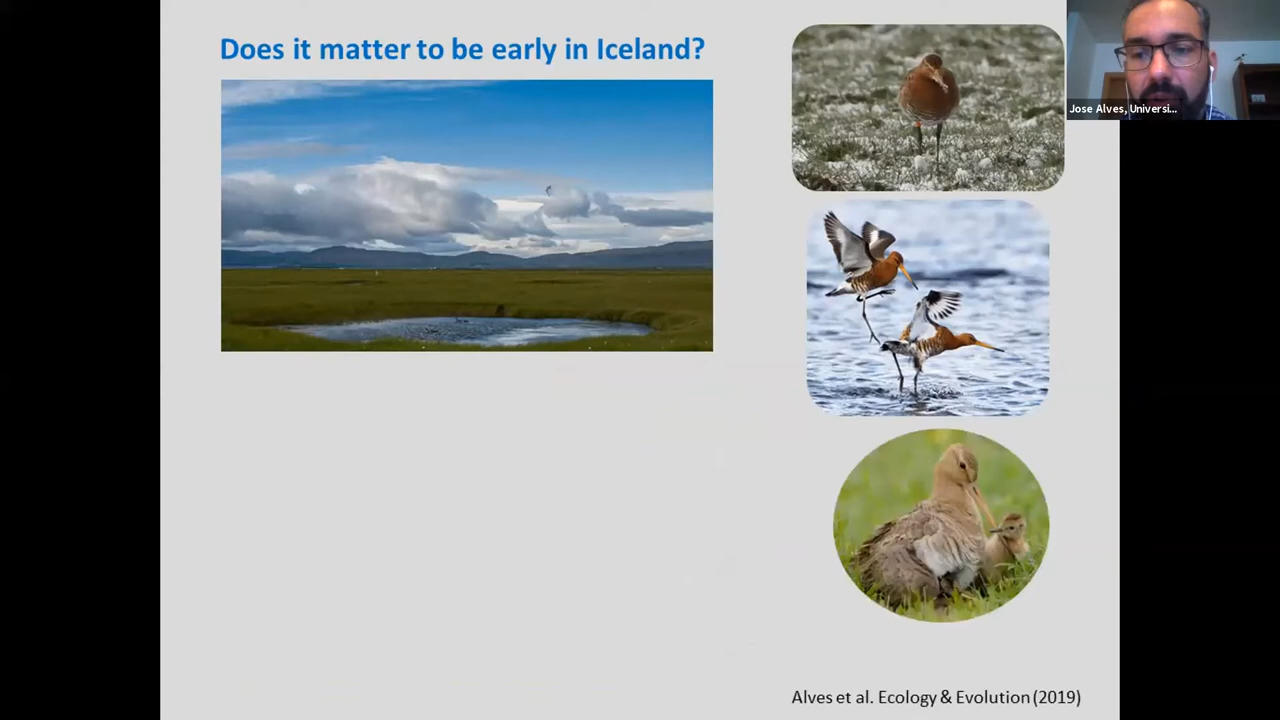 Does it matter to be early in Iceland?
Jose Alves, Universi...
Alves et al. Ecology & Evolution (2019)